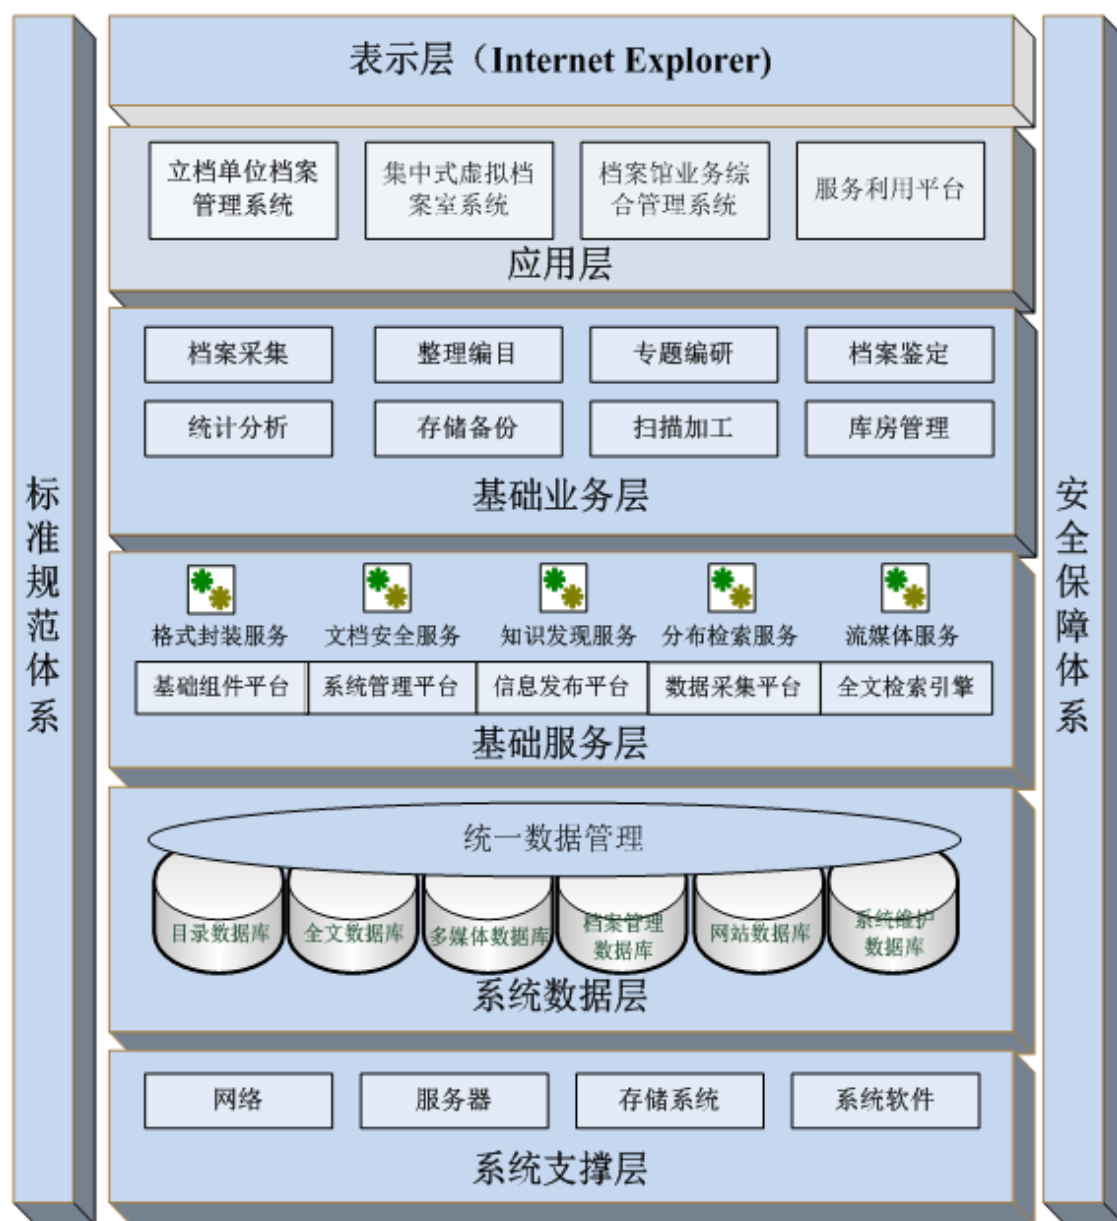 表示层（Internet Explorer)
立档单位档案
管理系统
集中式虚拟档
案室系统
档案馆业务综
合管理系统
服务利用平台
应用层
档案采集
整理编目
专题编研
档案鉴定
统计分析
存储备份
扫描加工
库房管理
基础业务层
格式封装服务
文档安全服务
知识发现服务
分布检索服务
流媒体服务
基础组件平台
系统管理平台
信息发布平台
数据采集平台
全文检索引擎
基础服务层
统一数据管理
目录数据库
全文数据库
多媒体数据库
档案管理
数据库
网站数据库
系统维护
数据库
系统数据层
网络
服务器
存储系统
系统软件
系统支撑层
标准规范体系
安全保障体系